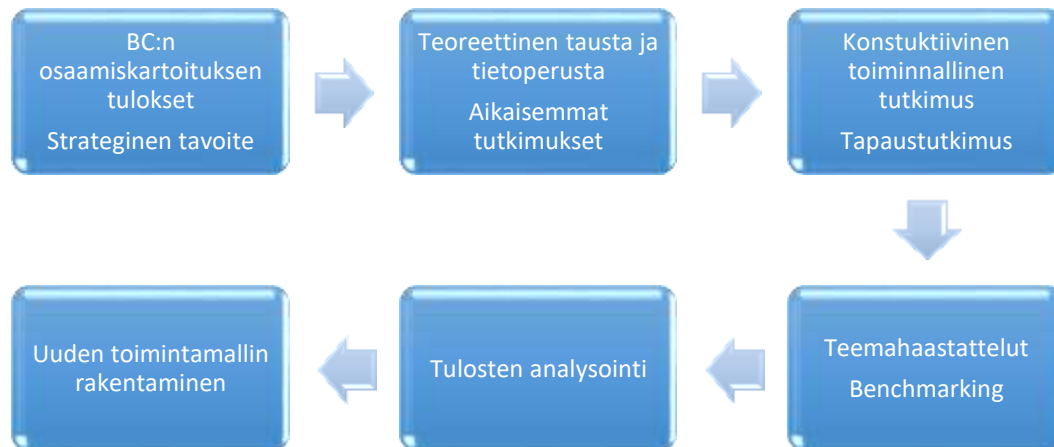 BC:n
osaamiskartoituksen
tulokset
Strateginen tavoite
Teoreettinen tausta ja
tietoperusta
Aikaisemmat
tutkimukset
Konstuktiivinen
toiminnallinen
tutkimus
Tapaustutkimus
Teemahaastattelut
Benchmarking
Tulosten analysointi
Uuden toimintamallin
rakentaminen